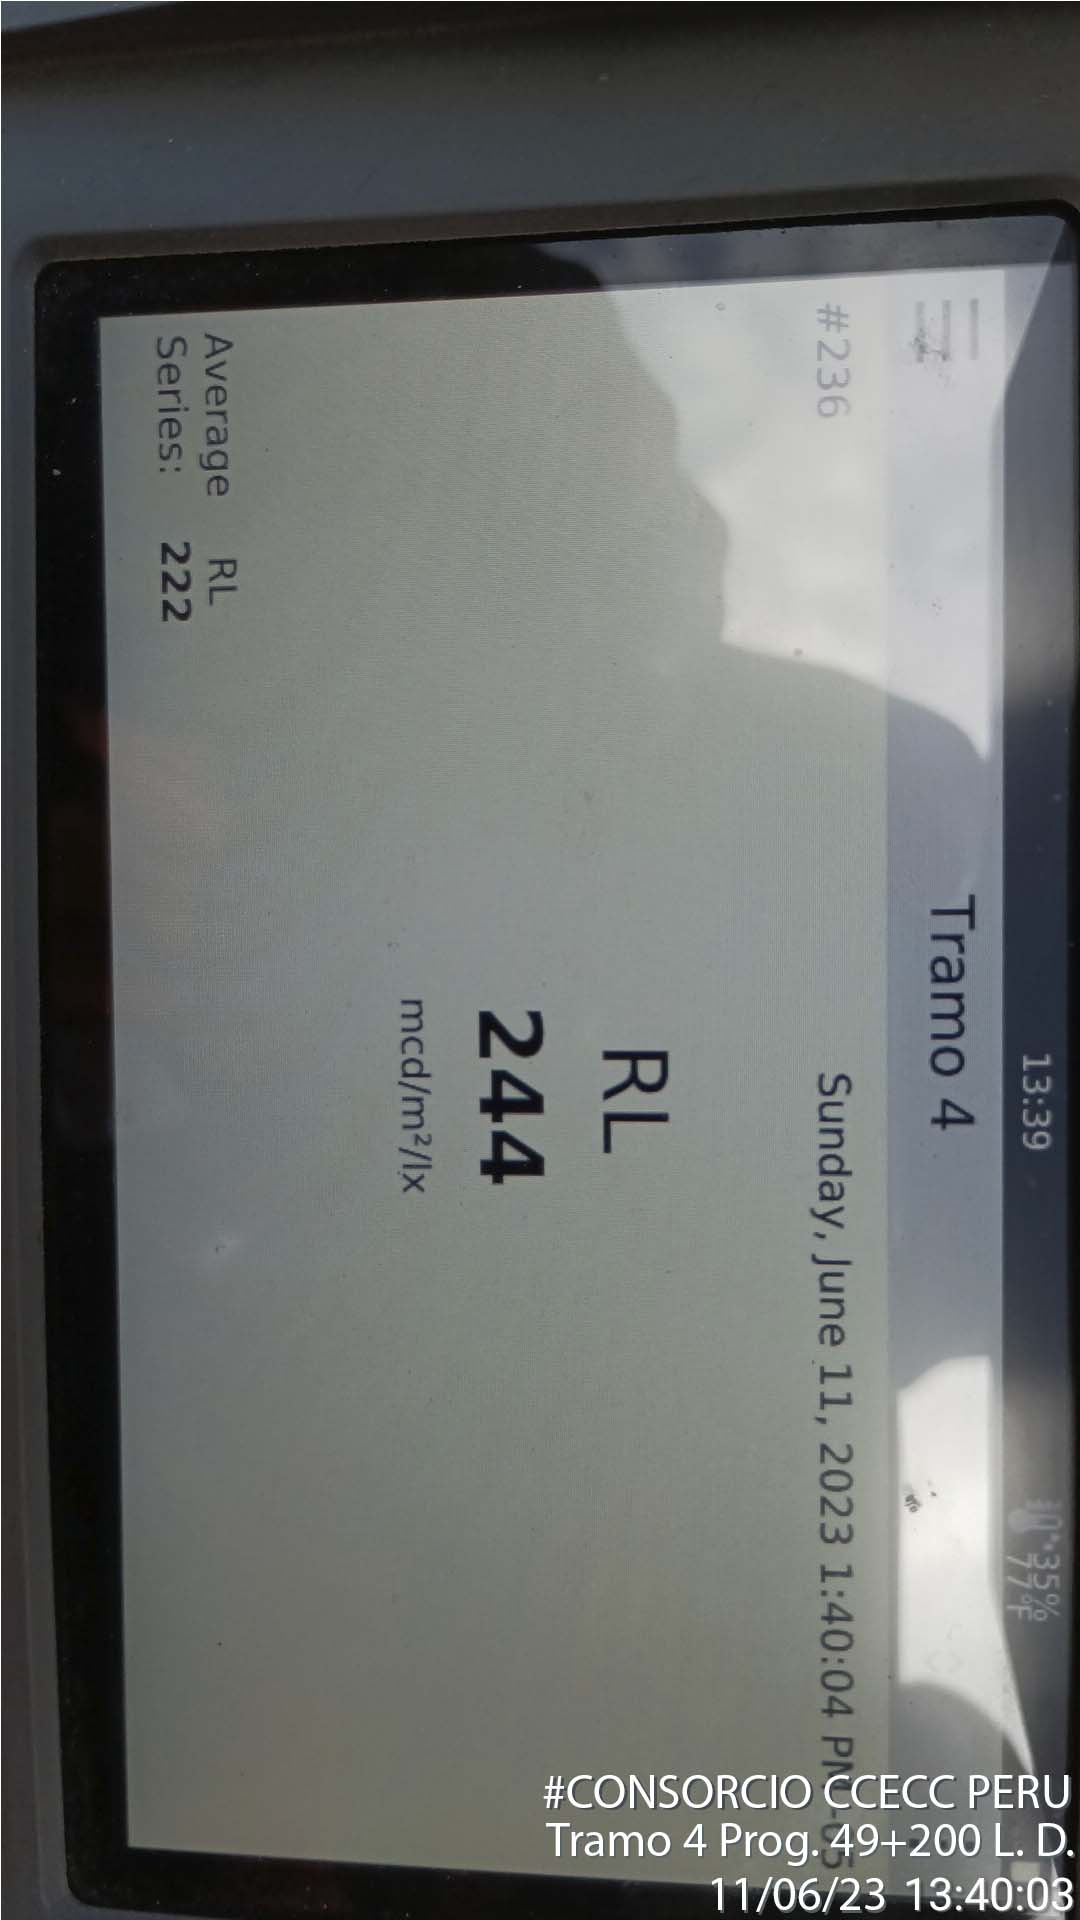 13:39
35%
77°F
Tramo 4
#236
Sunday, June 11, 2023 1:40:04 PM -05
RL
244
mcd/m²/lx
Average RL
Series: 222
#CONSORCIO CCECC PERU
Tramo 4 Prog. 49+200 L.D.
11/06/23 13:40:03